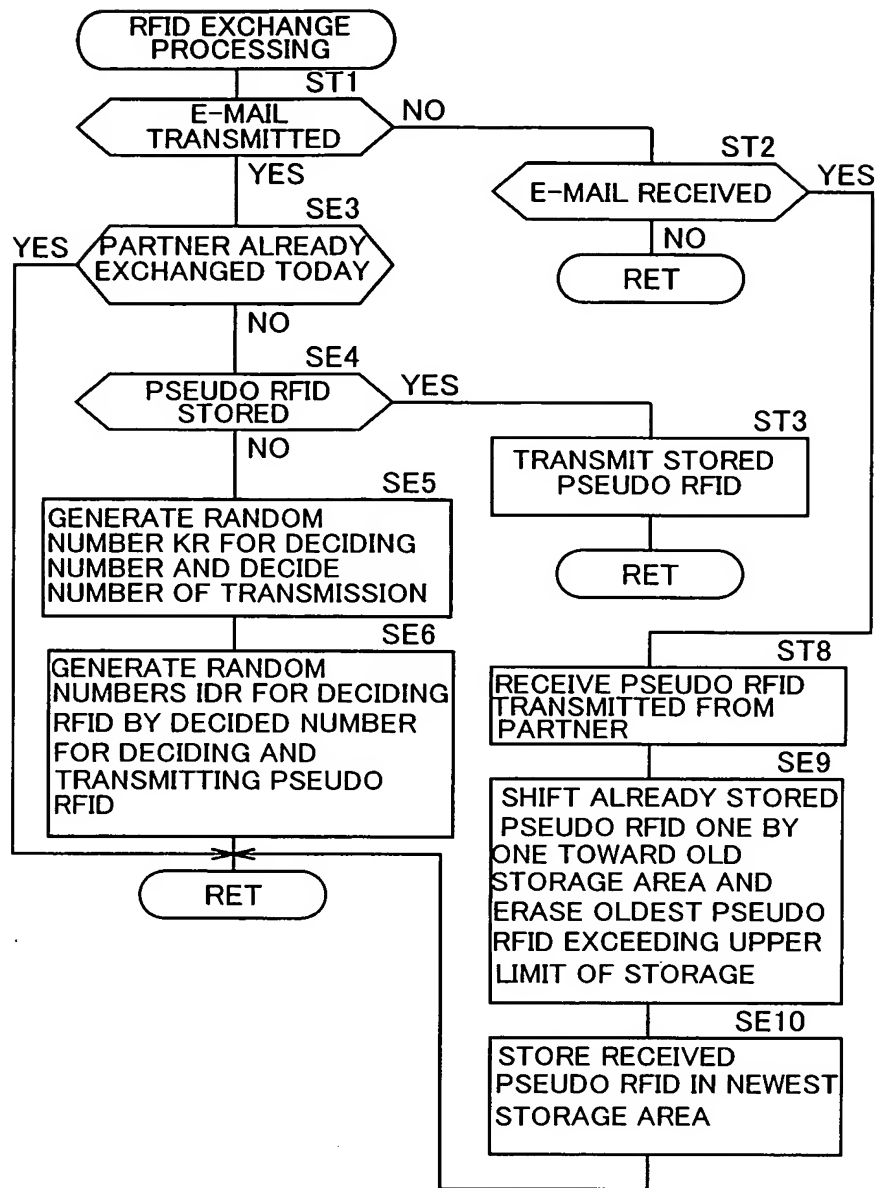 RFID EXCHANGE
PROCESSING
ST1
E-MAIL
TRANSMITTED
NO
YES
ST2
E-MAIL RECEIVED
YES
NO
RET
SE3
YES
PARTNER ALREADY
EXCHANGED TODAY
NO
SE4
PSEUDO RFID
STORED
YES
NO
ST3
TRANSMIT STORED
PSEUDO RFID
RET
SE5
GENERATE RANDOM
NUMBER KR FOR DECIDING
NUMBER AND DECIDE
NUMBER OF TRANSMISSION
SE6
GENERATE RANDOM
NUMBERS IDR FOR DECIDING
RFID BY DECIDED NUMBER
FOR DECIDING AND
TRANSMITTING PSEUDO
RFID
RET
ST8
RECEIVE PSEUDO RFID
TRANSMITTED FROM
PARTNER
SE9
SHIFT ALREADY STORED
PSEUDO RFID ONE BY
ONE TOWARD OLD
STORAGE AREA AND
ERASE OLDEST PSEUDO
RFID EXCEEDING UPPER
LIMIT OF STORAGE
SE10
STORE RECEIVED
PSEUDO RFID IN NEWEST
STORAGE AREA